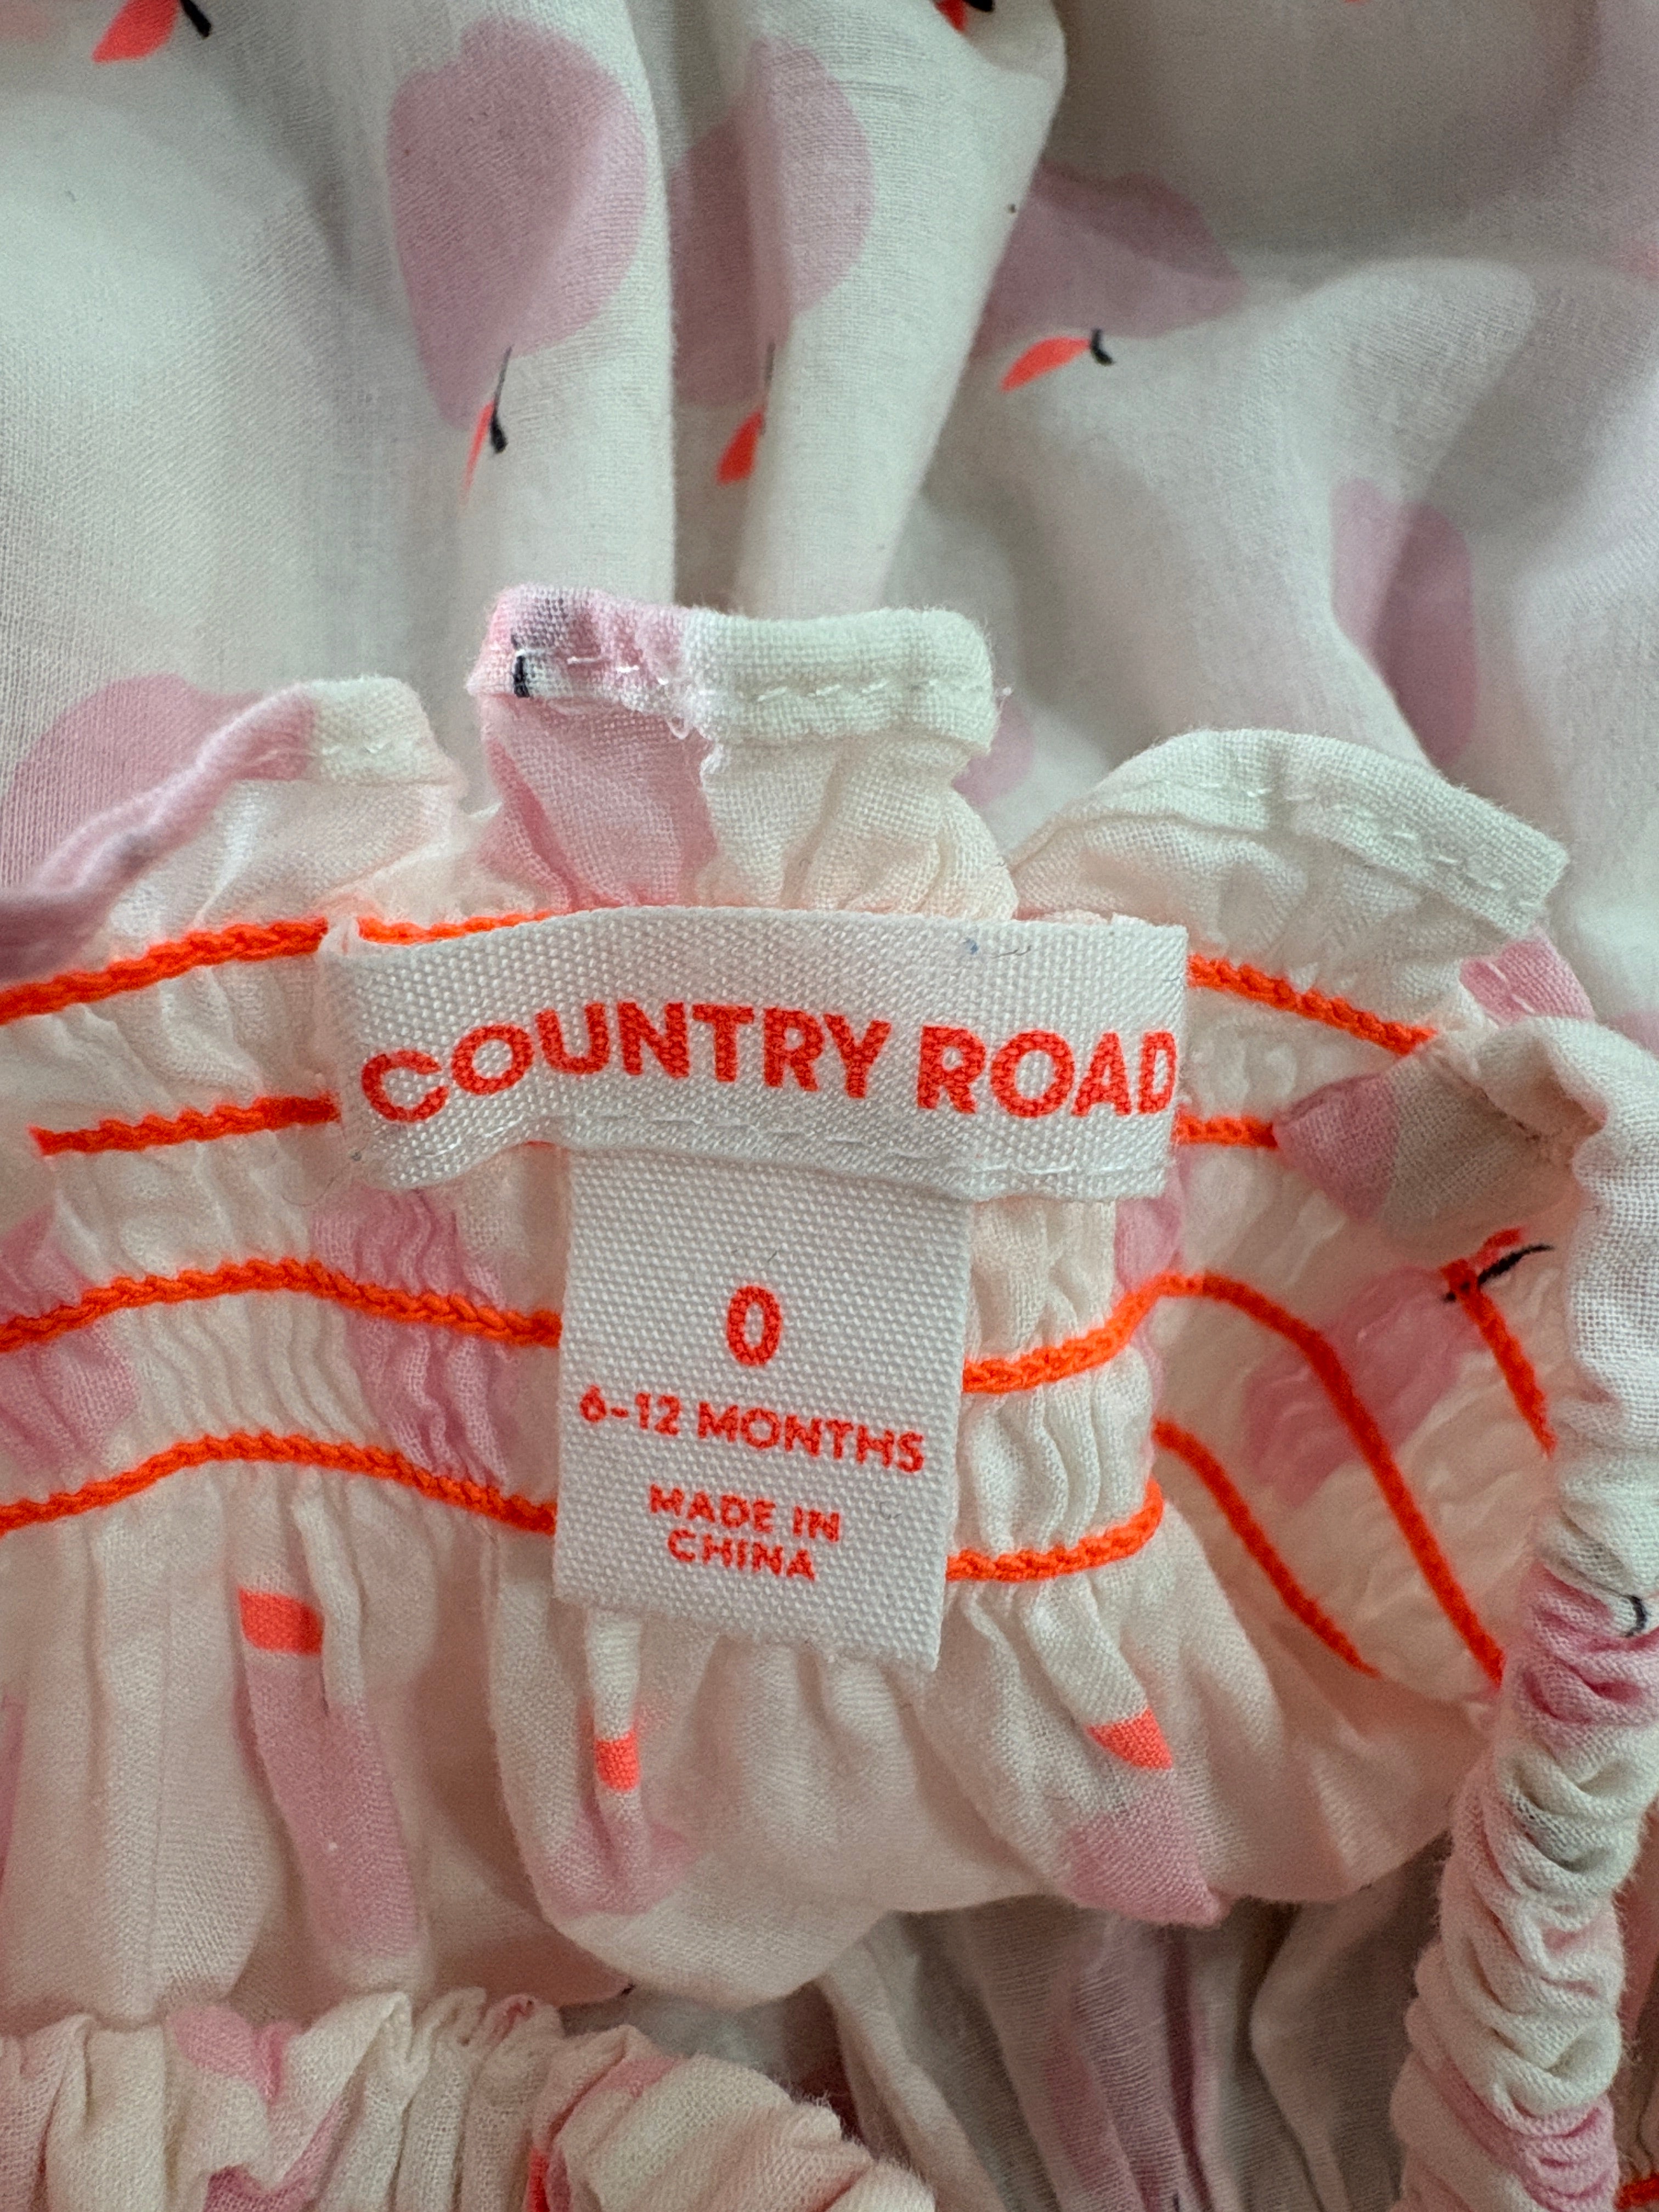 COUNTRY ROAD
0
6-12 MONTHS
MADE IN
CHINA